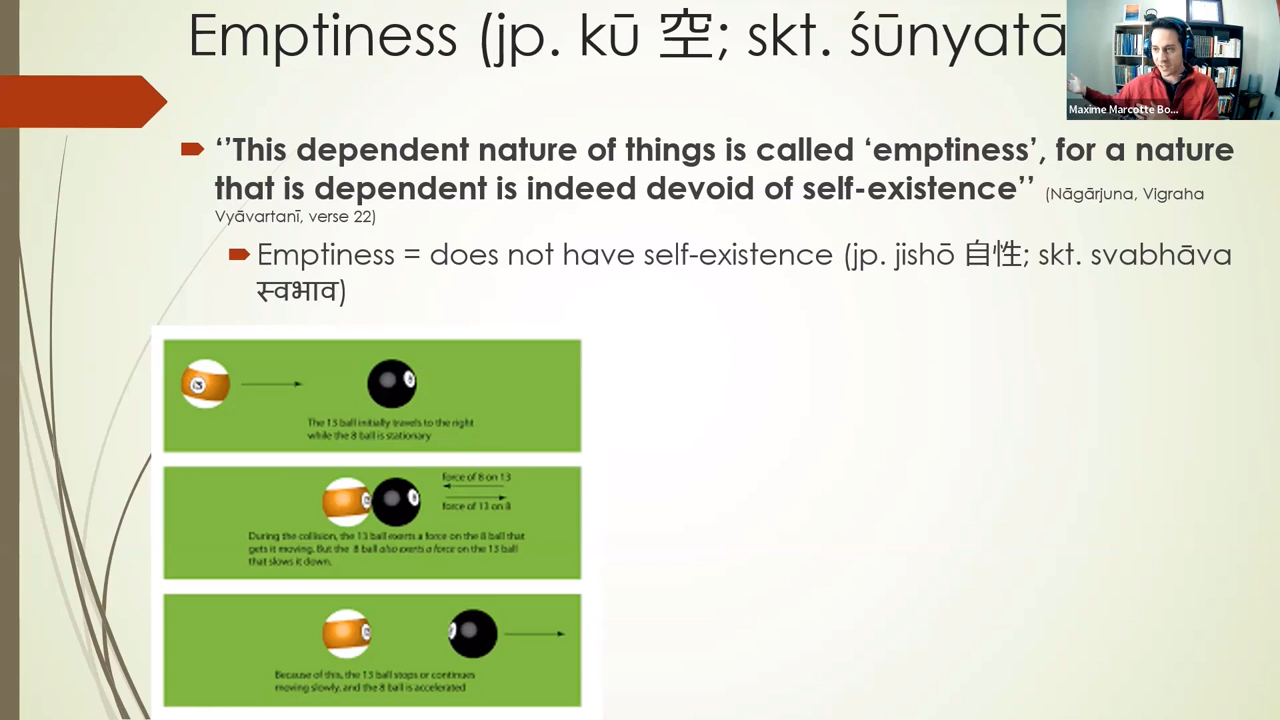 Emptiness (jp. kū 空; skt. śūnyatā
Maxime Marcotte Bo...
‘’This dependent nature of things is called ‘emptiness’, for a nature
that is dependent is indeed devoid of self-existence’’ (Nāgārjuna, Vigraha
Vyāvartanī, verse 22)
Emptiness = does not have self-existence (jp. jishō 自性; skt. svabhāva
स्वभाव)
The 13 ball initially travels to the right
while the 8 ball is stationary
force of 8 on 13
force of 13 on 8
During the collision, the 13 ball exerts a force on the 8 ball that
gets it moving. But the 8 ball also exerts a force on the 13 ball
that slows it down.
Because of this, the 13 ball stops or continues
moving slowly, and the 8 ball is accelerated